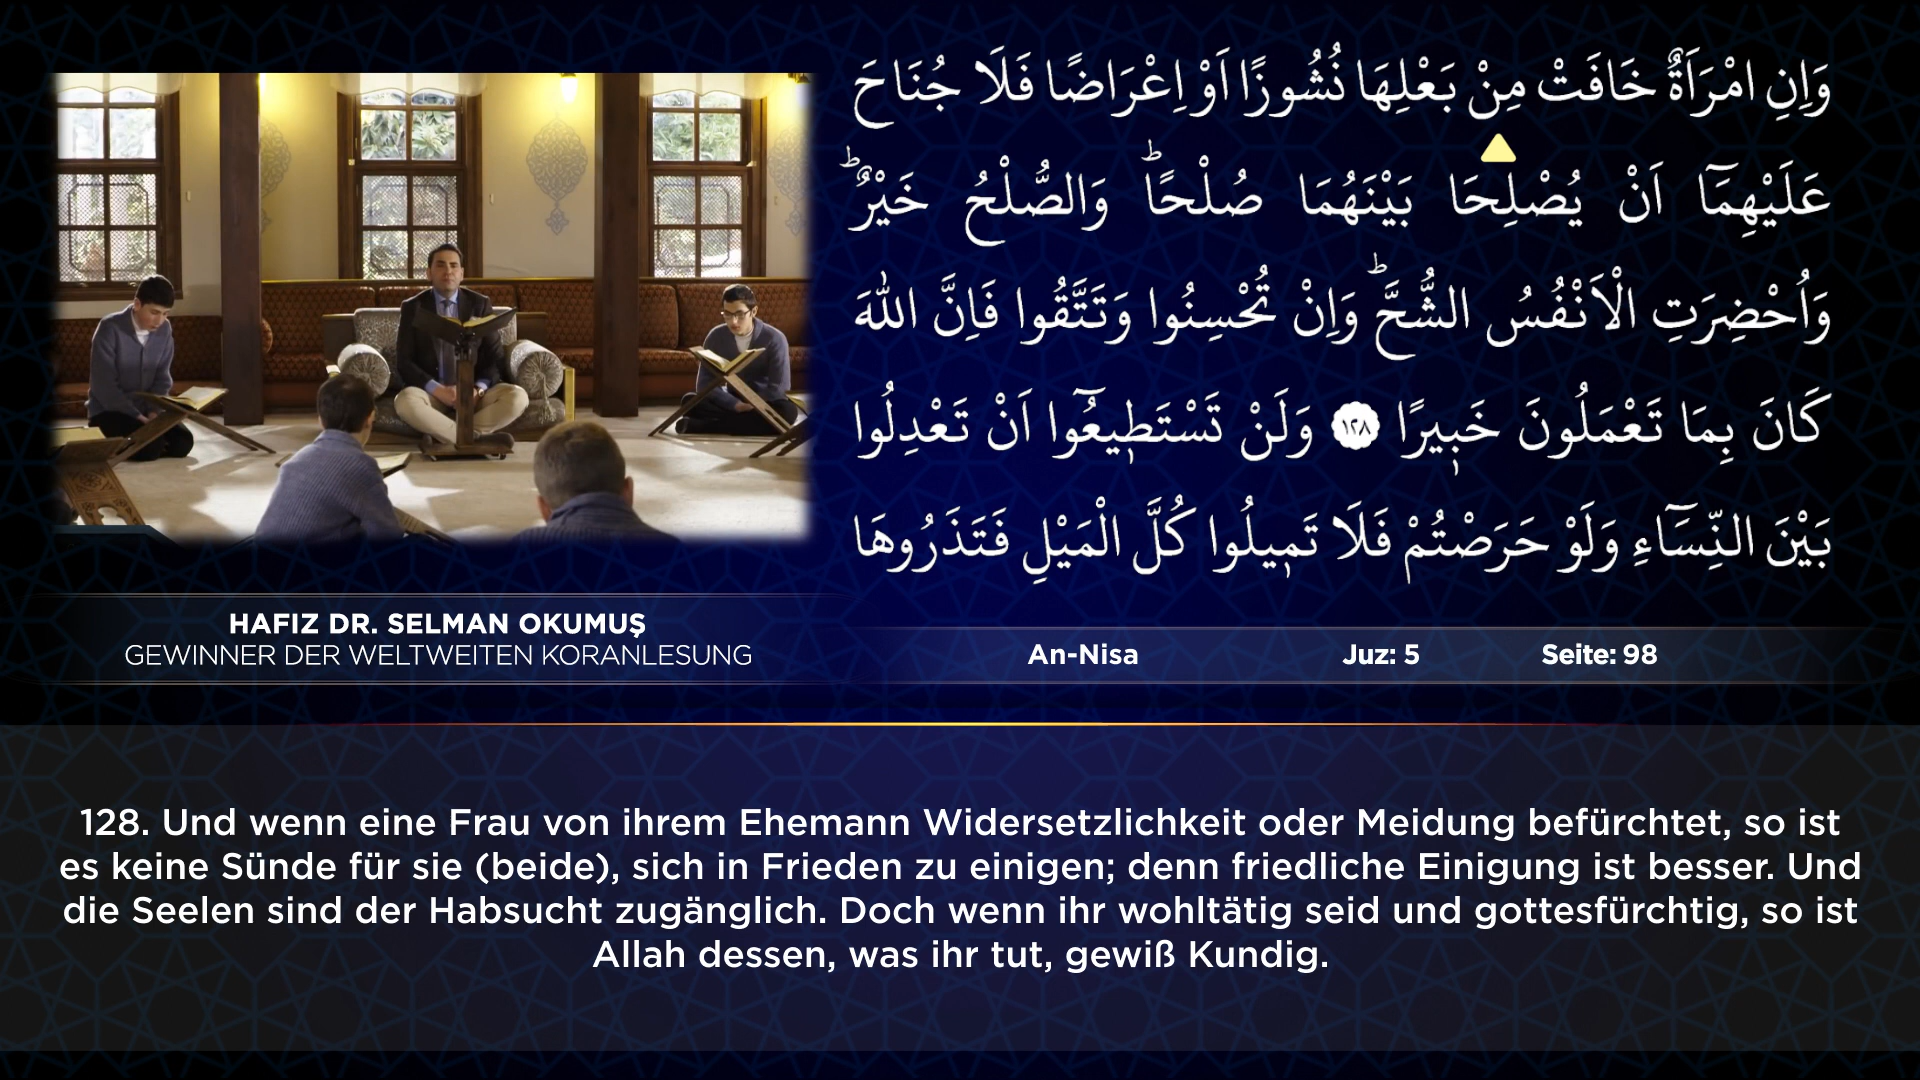 وَاِنِ امْرَاَةٌ خَافَتْ مِنْ بَعْلِهَا نُشُوزًا اَوْ اِعْرَاضًا فَلَا جُنَاحَ
عَلَيْهِمَٓا اَنْ يُصْلِحَا بَيْنَهُمَا صُلْحًاۜ وَالصُّلْحُ خَيْرٌۜ
وَاُحْضِرَتِ الْاَنْفُسُ الشُّحَّۜ وَاِنْ تُحْسِنُوا وَتَتَّقُوا فَاِنَّ اللّٰهَ
كَانَ بِمَا تَعْمَلُونَ خَب۪يرًا ﴿١٢٨﴾ وَلَنْ تَسْتَط۪يعُٓوا اَنْ تَعْدِلُوا
بَيْنَ النِّسَٓاءِ وَلَوْ حَرَصْتُمْ فَلَا تَم۪يلُوا كُلَّ الْمَيْلِ فَتَذَرُوهَا
HAFIZ DR. SELMAN OKUMUŞ
GEWINNER DER WELTWEITEN KORANLESUNG
An-Nisa Juz: 5 Seite: 98
128. Und wenn eine Frau von ihrem Ehemann Widersetzlichkeit oder Meidung befürchtet, so ist
es keine Sünde für sie (beide), sich in Frieden zu einigen; denn friedliche Einigung ist besser. Und
die Seelen sind der Habsucht zugänglich. Doch wenn ihr wohltätig seid und gottesfürchtig, so ist
Allah dessen, was ihr tut, gewiß Kundig.